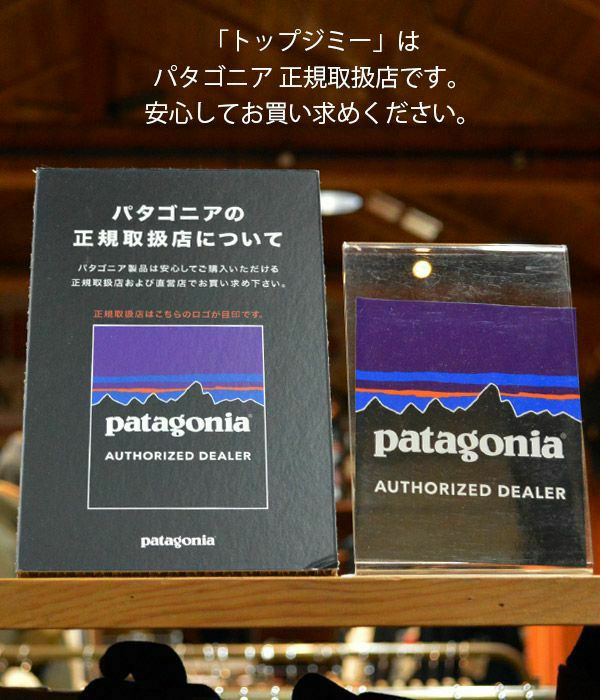 「トップジミー」は
パタゴニア 正規取扱店です。
安心してお買い求めください。
パタゴニアの
正規取扱店について
パタゴニア製品は安心してご購入いただける
正規取扱店および直営店でお買い求め下さい。
正規取扱店はこちらのロゴが目印です。
patagonia®
AUTHORIZED DEALER
patagonia
patagonia®
AUTHORIZED DEALER